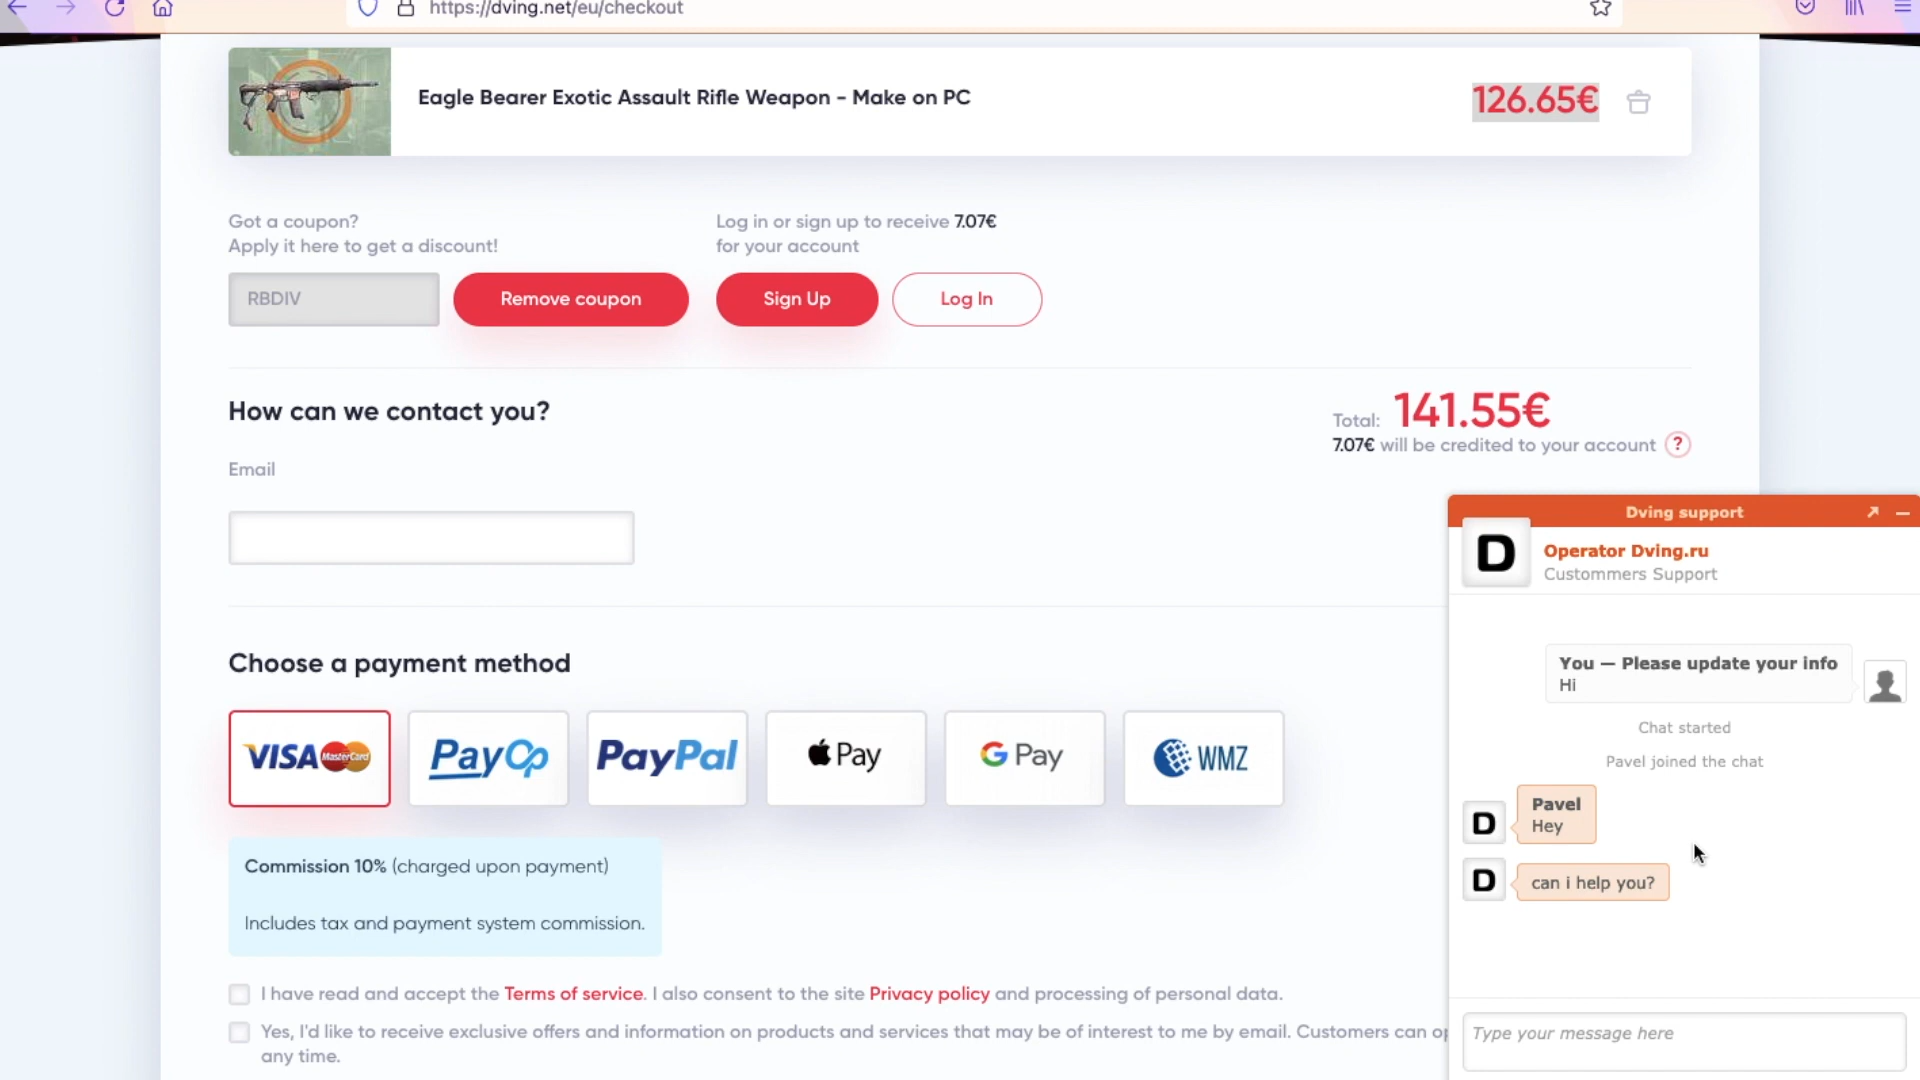 https://dving.net/eu/checkout
Eagle Bearer Exotic Assault Rifle Weapon - Make on PC
126.65€
Got a coupon?
Apply it here to get a discount!
Log in or sign up to receive 7.07€
for your account
RBDIV
Remove coupon
Sign Up
Log In
How can we contact you?
Total: 141.55€
7.07€ will be credited to your account ?
Email
Choose a payment method
VISA MasterCard
PayOp
PayPal
Pay
G Pay
WMZ
Commission 10% (charged upon payment)
Includes tax and payment system commission.
I have read and accept the Terms of service. I also consent to the site Privacy policy and processing of personal data.
Yes, I'd like to receive exclusive offers and information on products and services that may be of interest to me by email. Customers can
any time.
Dving support
D
Operator Dving.ru
Custommers Support
You — Please update your info
Hi
Chat started
Pavel joined the chat
D
Pavel
Hey
D
can i help you?
Type your message here